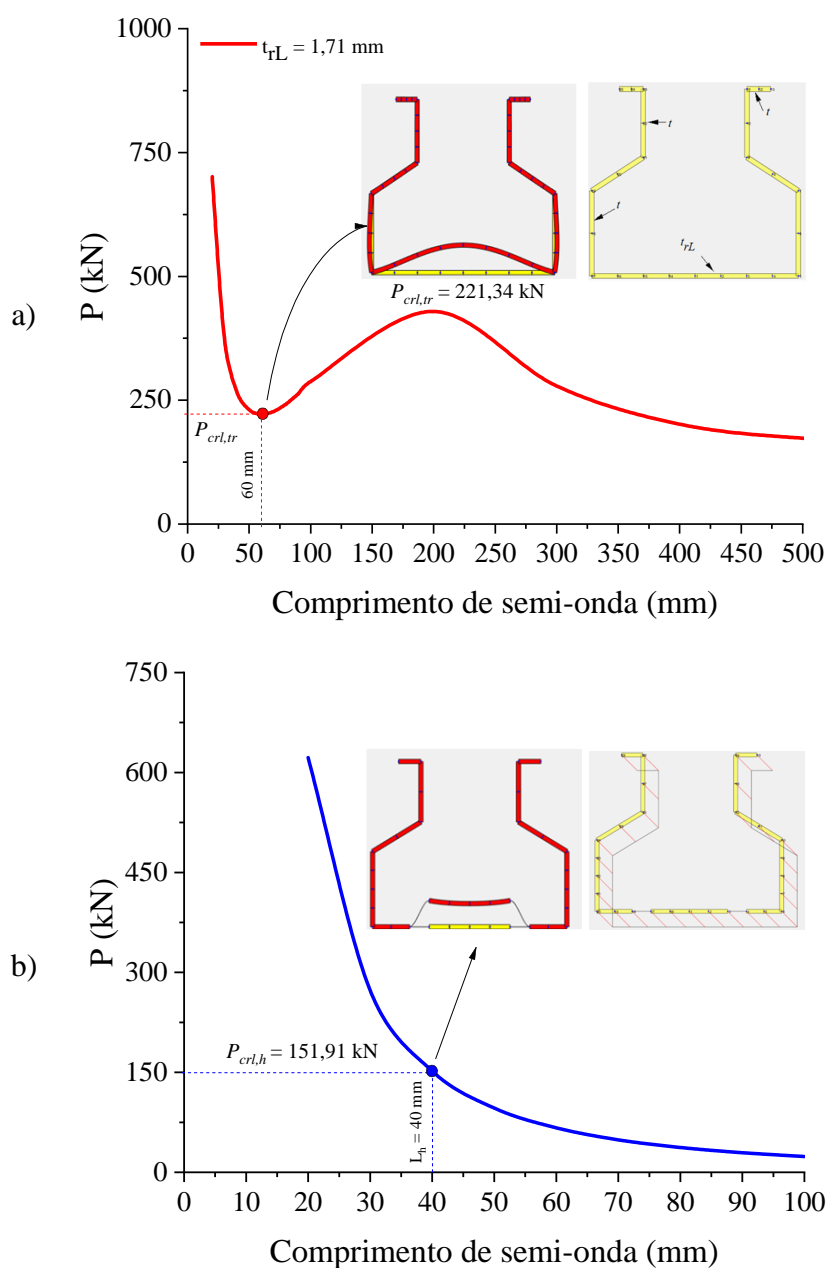 a)
P (kN)
1000
750
500
250
0
t_rL = 1,71 mm
t
t
t
t_rL
P_crl,tr = 221,34 kN
P_crl,tr
60 mm
0 50 100 150 200 250 300 350 400 450 500
Comprimento de semi-onda (mm)
b)
P (kN)
750
600
450
300
150
0
P_crl,h = 151,91 kN
L_h = 40 mm
0 10 20 30 40 50 60 70 80 90 100
Comprimento de semi-onda (mm)